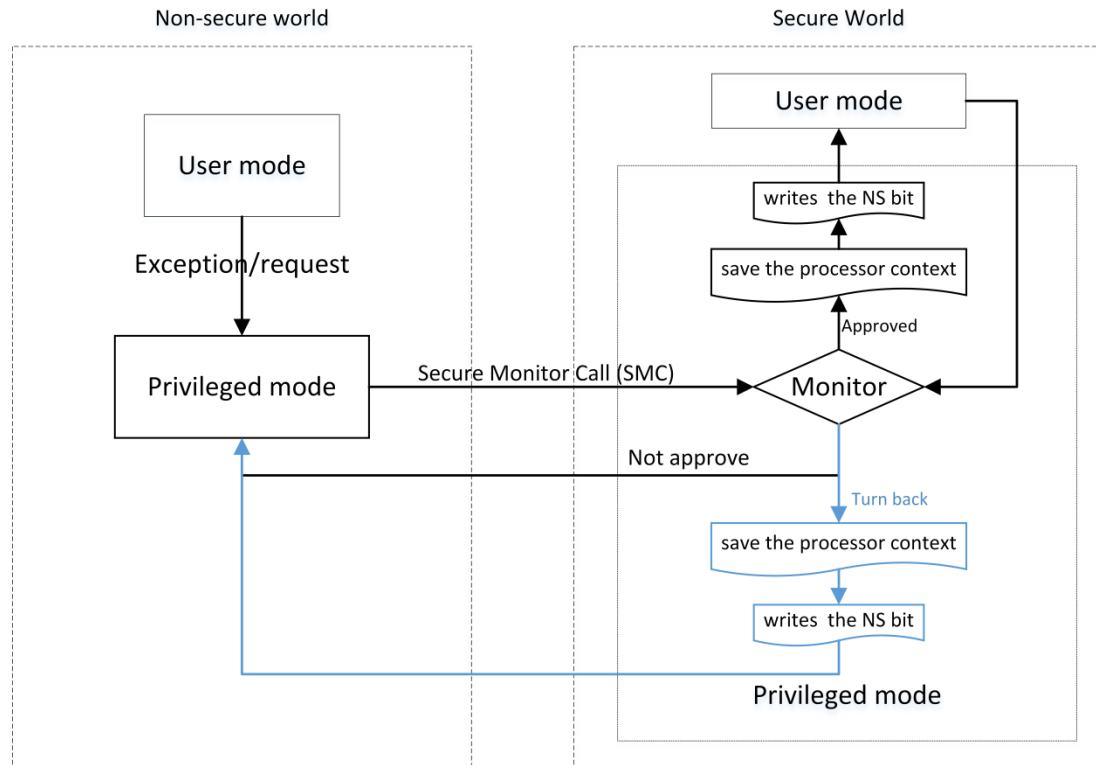 Non-secure world
Secure World
User mode
User mode
writes the NS bit
Exception/request
save the processor context
Approved
Privileged mode
Secure Monitor Call (SMC)
Monitor
Not approve
Turn back
save the processor context
writes the NS bit
Privileged mode